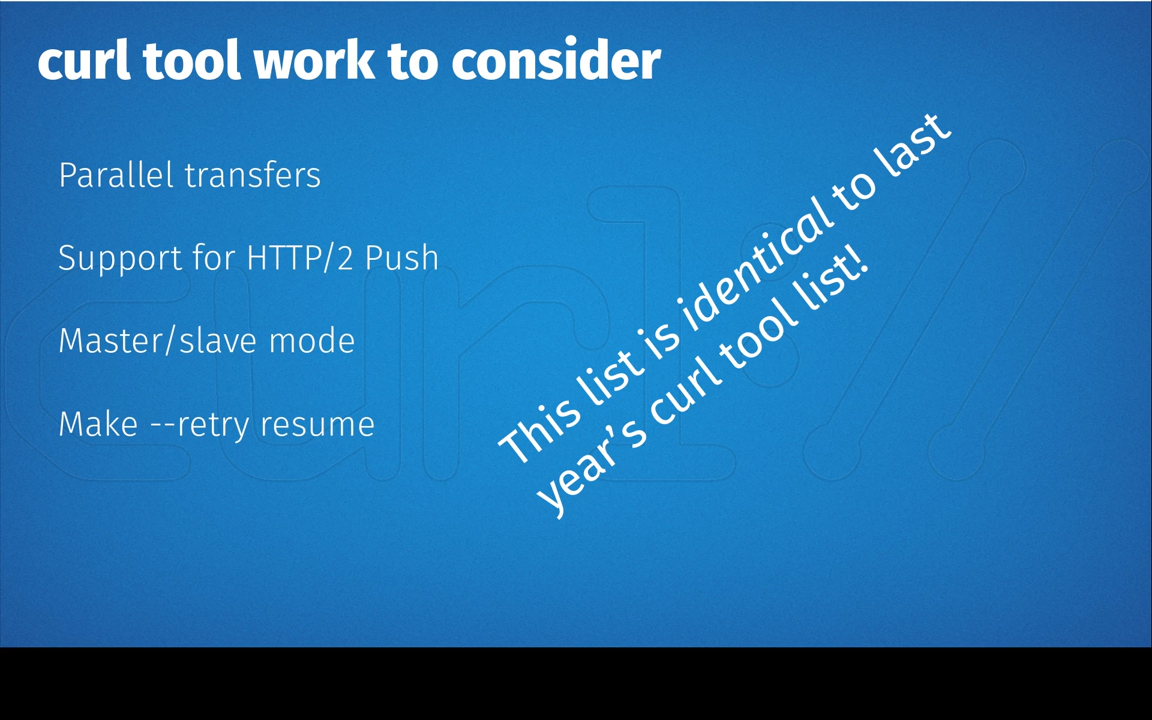 curl tool work to consider
Parallel transfers
Support for HTTP/2 Push
Master/slave mode
Make --retry resume
This list is identical to last
year’s curl tool list!
curl://